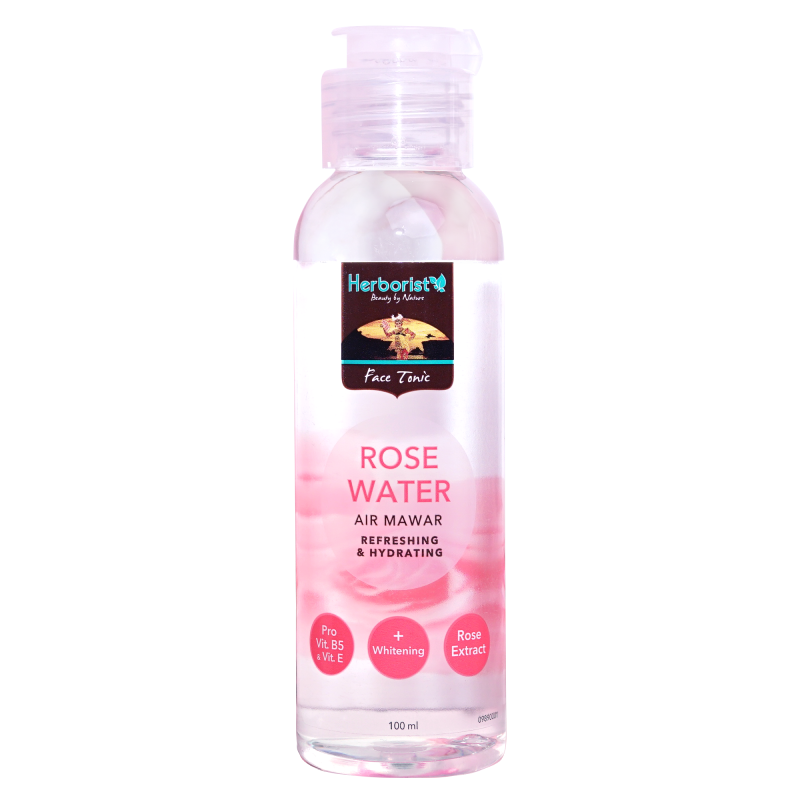 Herborist
Beauty by Nature
Face Tonic
ROSE
WATER
AIR MAWAR
REFRESHING
& HYDRATING
Pro
Vit. B5
& Vit. E
+
Whitening
Rose
Extract
100 ml